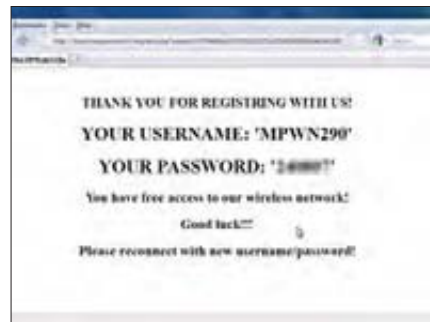 THANK YOU FOR REGISTRING WITH US!
YOUR USERNAME: 'MPWN290'
YOUR PASSWORD: '
You have free access to our wireless network!
Good luck!!!
Please reconnect with new username/password!